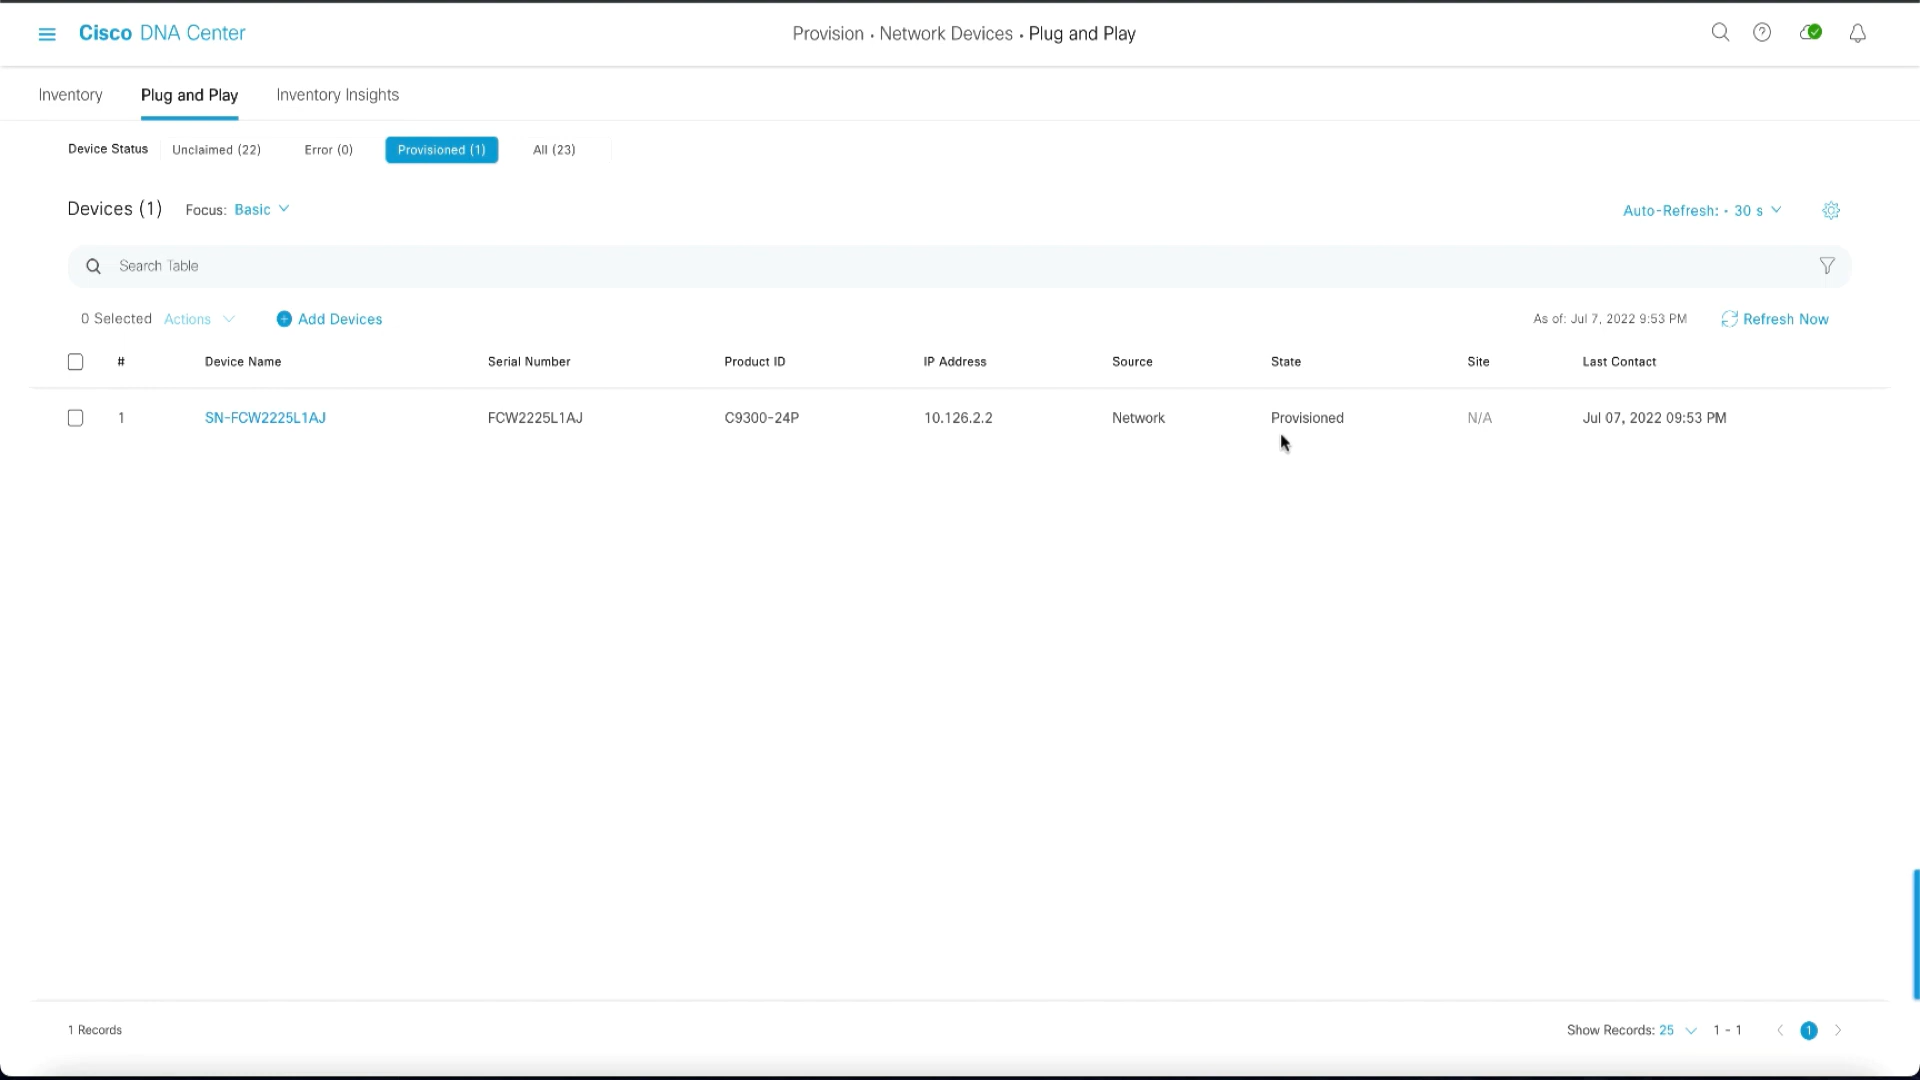 Cisco DNA Center
Provision • Network Devices • Plug and Play
Inventory Plug and Play Inventory Insights
Device Status Unclaimed (22) Error (0) Provisioned (1) All (23)
Devices (1) Focus: Basic Auto-Refresh: • 30 s
Search Table
0 Selected Actions Add Devices As of: Jul 7, 2022 9:53 PM Refresh Now
# Device Name Serial Number Product ID IP Address Source State Site Last Contact
1 SN-FCW2225L1AJ FCW2225L1AJ C9300-24P 10.126.2.2 Network Provisioned N/A Jul 07, 2022 09:53 PM
1 Records Show Records: 25 1 - 1 1